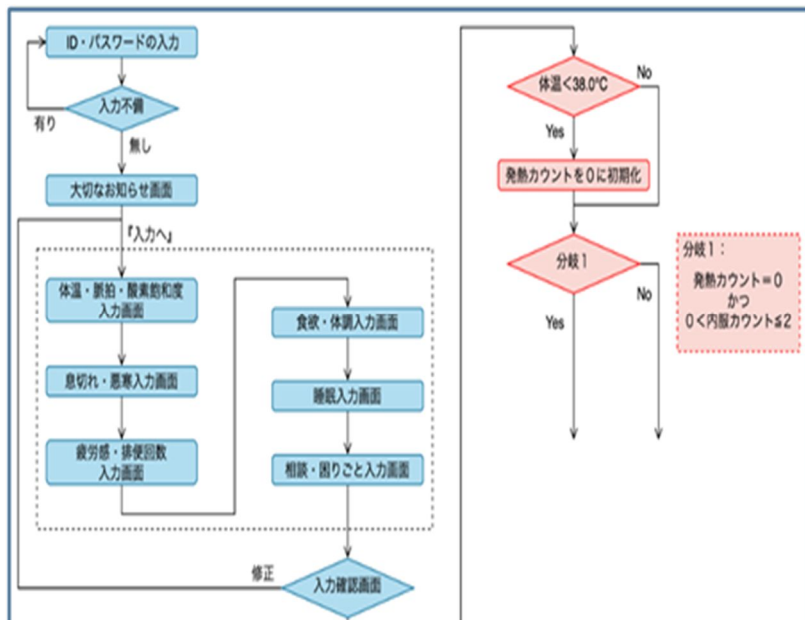 ID・パスワードの入力
入力不備
有り
無し
大切なお知らせ画面
『入力へ』
体温・脈拍・酸素飽和度
入力画面
息切れ・悪寒入力画面
疲労感・排便回数
入力画面
食欲・体調入力画面
睡眠入力画面
相談・困りごと入力画面
修正
入力確認画面
体温<38.0℃
No
Yes
発熱カウントを0に初期化
分岐1
No
Yes
分岐1：
発熱カウント＝0
かつ
0<内服カウント≦2